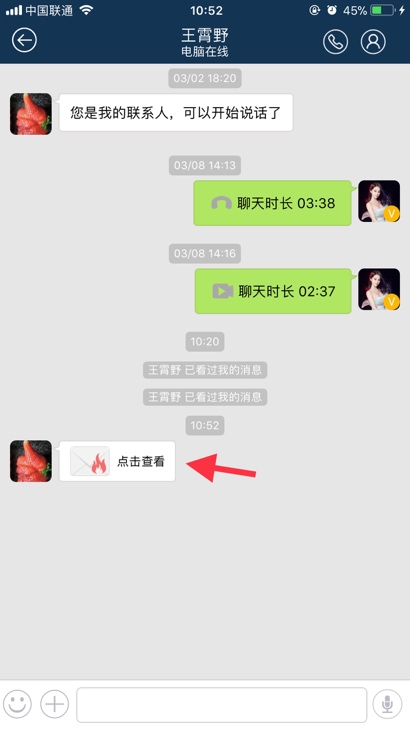 中国联通
10:52
45%
王霄野
电脑在线
03/02 18:20
您是我的联系人，可以开始说话了
03/08 14:13
聊天时长 03:38
V
03/08 14:16
聊天时长 02:37
V
10:20
王霄野 已看过我的消息
王霄野 已看过我的消息
10:52
点击查看